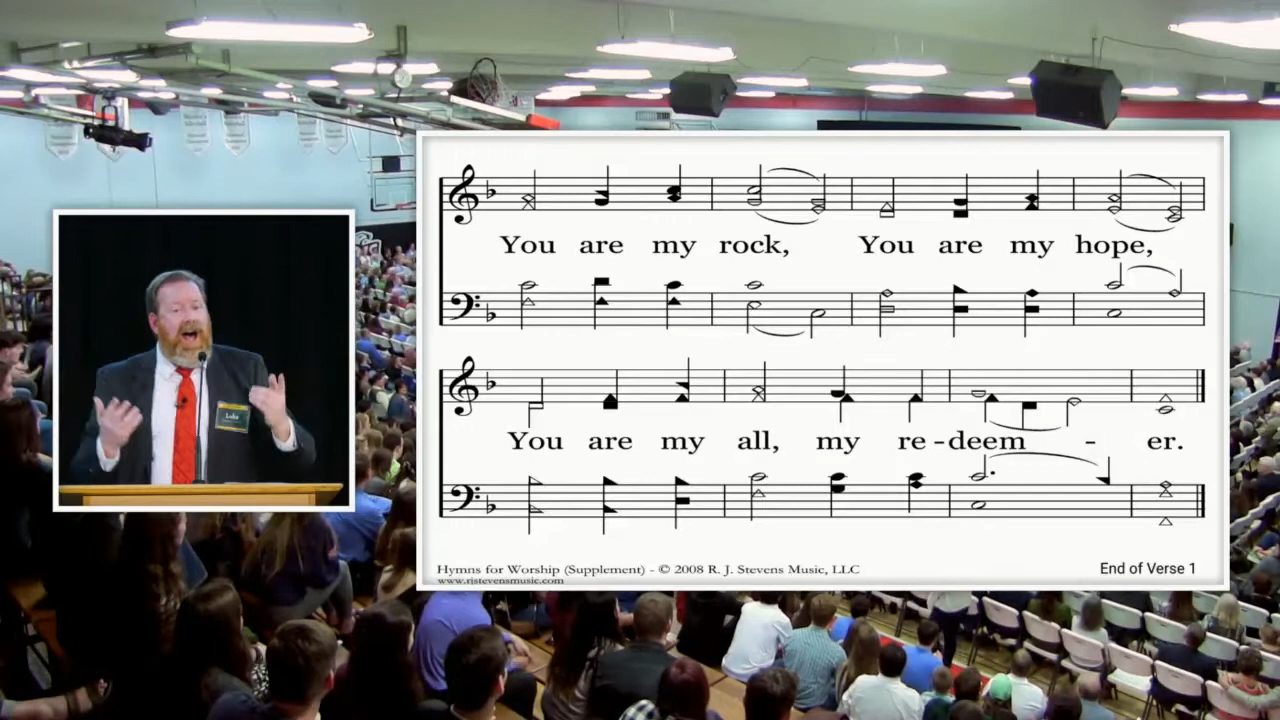 You are my rock, You are my hope,
You are my all, my re-deem - er.
Hymns for Worship (Supplement) - © 2008 R. J. Stevens Music, LLC
www.rjstevensmusic.com
End of Verse 1
Luke